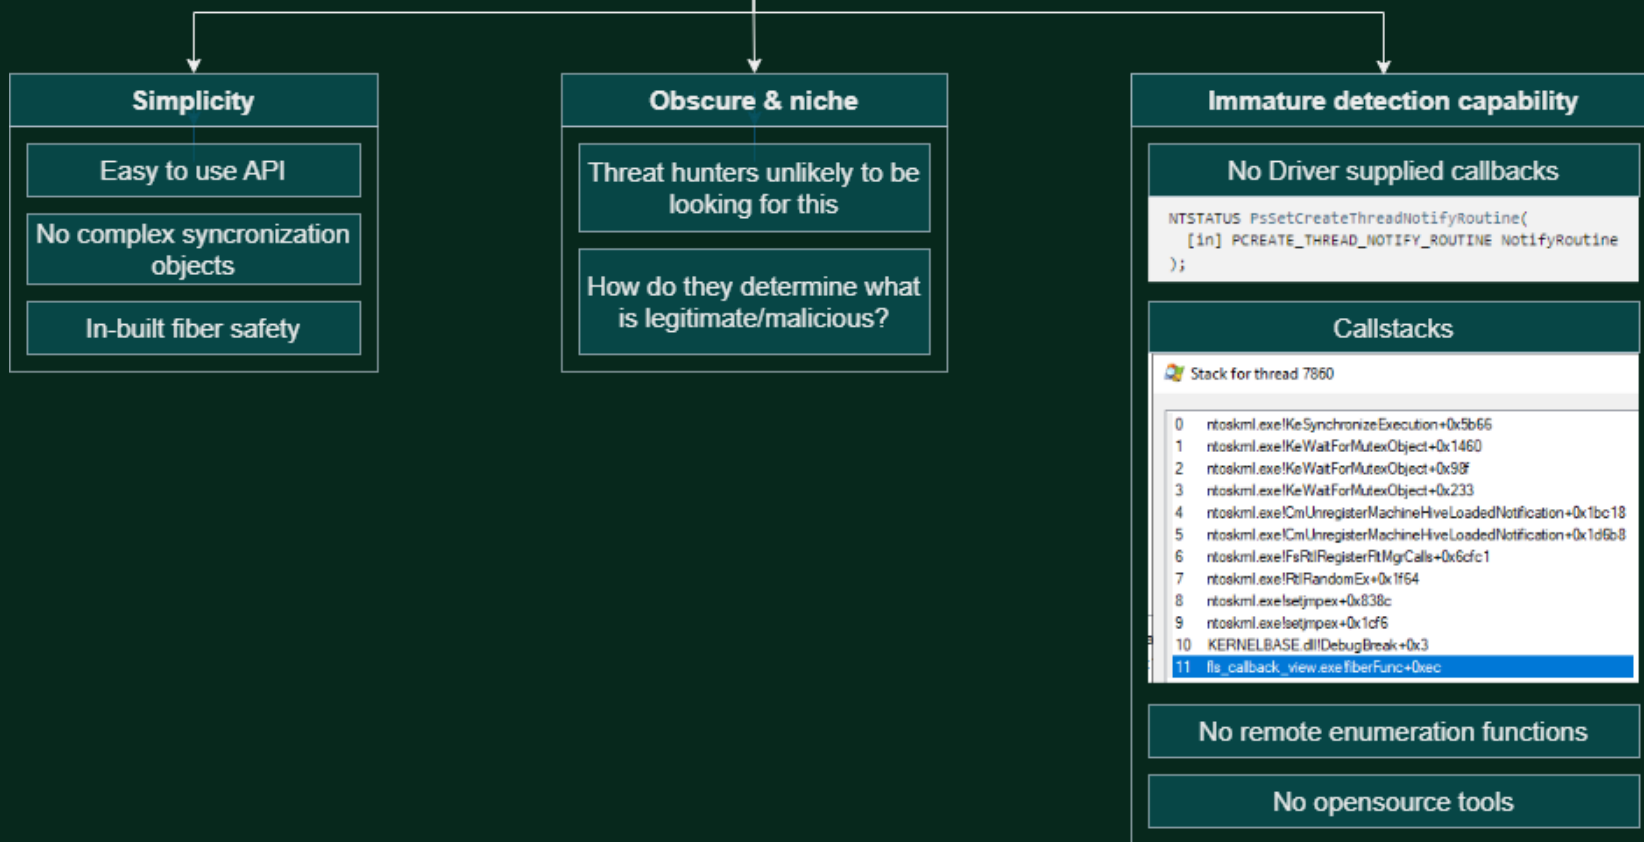 Simplicity
Easy to use API
No complex syncronization
objects
In-built fiber safety
Obscure & niche
Threat hunters unlikely to be
looking for this
How do they determine what
is legitimate/malicious?
Immature detection capability
No Driver supplied callbacks
NTSTATUS PsSetCreateThreadNotifyRoutine(
[in] PCREATE_THREAD_NOTIFY_ROUTINE NotifyRoutine
);
Callstacks
Stack for thread 7860
0 ntoskrnl.exe!KeSynchronizeExecution+0x5b66
1 ntoskrnl.exe!KeWaitForMutexObject+0x1460
2 ntoskrnl.exe!KeWaitForMutexObject+0x98f
3 ntoskrnl.exe!KeWaitForMutexObject+0x233
4 ntoskrnl.exe!CmUnregisterMachineHiveLoadedNotification+0x1bc18
5 ntoskrnl.exe!CmUnregisterMachineHiveLoadedNotification+0x1d6b8
6 ntoskrnl.exe!FsRtlRegisterFltMgrCalls+0x6cfc1
7 ntoskrnl.exe!RtlRandomEx+0x1f64
8 ntoskrnl.exe!setjmpex+0x838c
9 ntoskrnl.exe!setjmpex+0x1cf6
10 KERNELBASE.dll!DebugBreak+0x3
11 fls_callback_view.exe!fiberFunc+0xec
No remote enumeration functions
No opensource tools